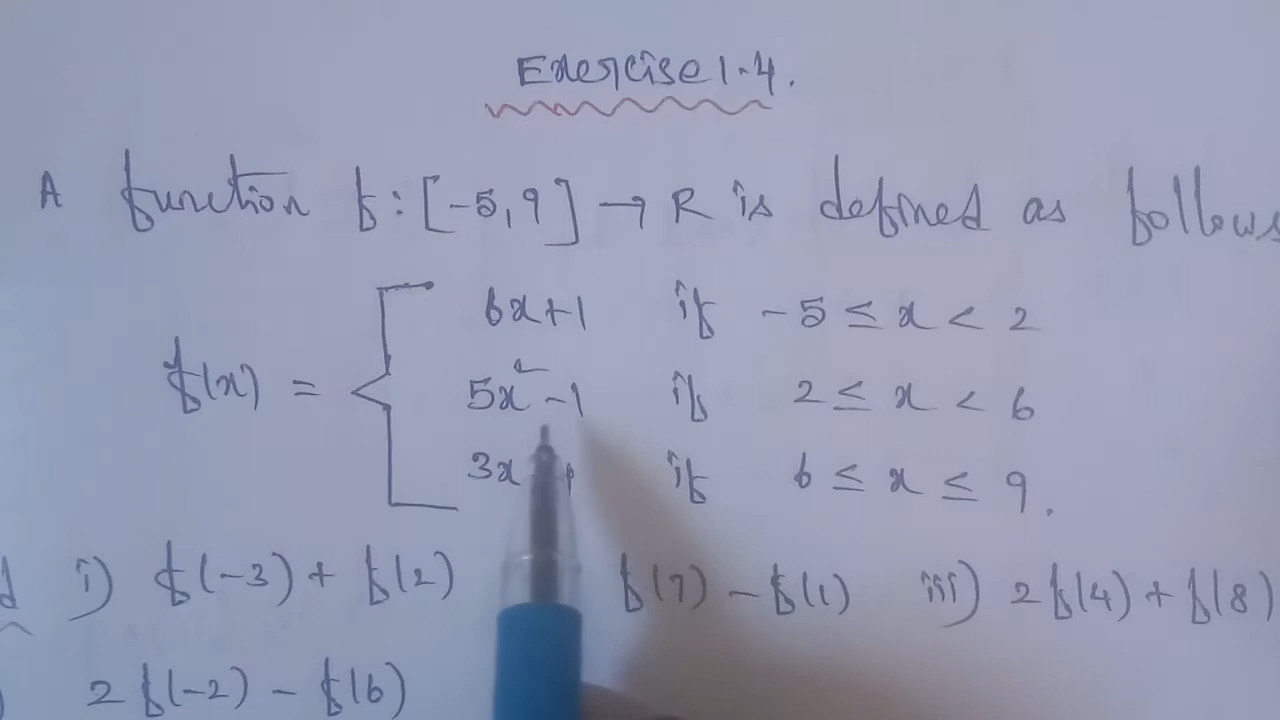 Exercise 1.4.
A function f: [-5, 9] → R is defined as follows
6x+1 if -5 ≤ x < 2
f(x) = 5x² - 1 if 2 ≤ x < 6
3x if 6 ≤ x ≤ 9.
i) f(-3) + f(2) f(7) - f(1) iii) 2f(4) + f(8)
2f(-2) - f(6)